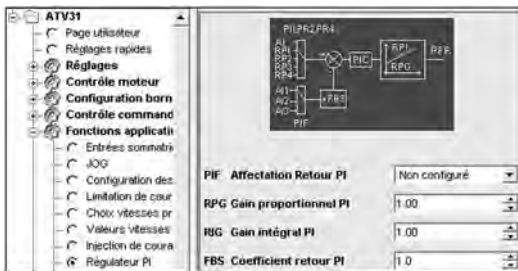 ATV31
Page utilisateur
Réglages rapides
Réglages
Contrôle moteur
Configuration born
Contrôle command
Fonctions applicati
Entrées sommatri
JOG
Configuration des
Limitation de cour
Choix vitesses pr
Valeurs vitesses
Injection de coura
Régulateur PI
PII,PR2,PR4
AI
RP1
RP2
RP3
RP4
PIC
RPI
RPG
RER
AI1
AI2
AI3
×FBS
PIF
PIF Affectation Retour PI Non configuré
RPG Gain proportionnel PI 1.00
RIG Gain intégral PI 1.00
FBS Coefficient retour PI 1.0